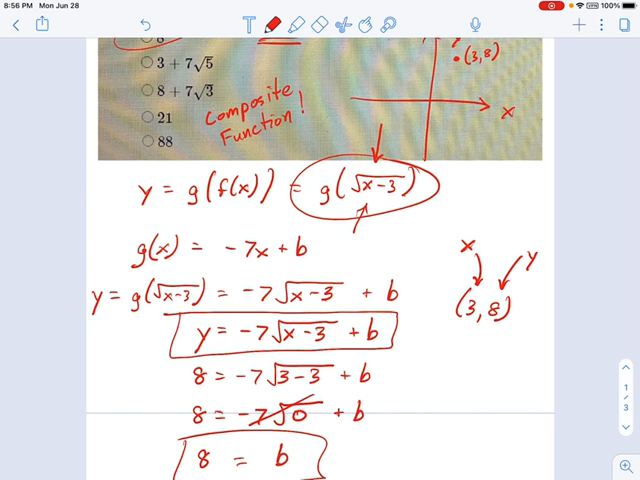 8:56 PM Mon Jun 28
100%
T
8
3 + 7√5
8 + 7√3
21
88
Composite
Function!
(3,8)
x
y = g(f(x)) = g(√x-3)
g(x) = -7x + b
y = g(√x-3) = -7√x-3 + b
y = -7√x-3 + b
8 = -7√3-3 + b
8 = -7√0 + b
8 = b
x
y
(3,8)
1
/
3